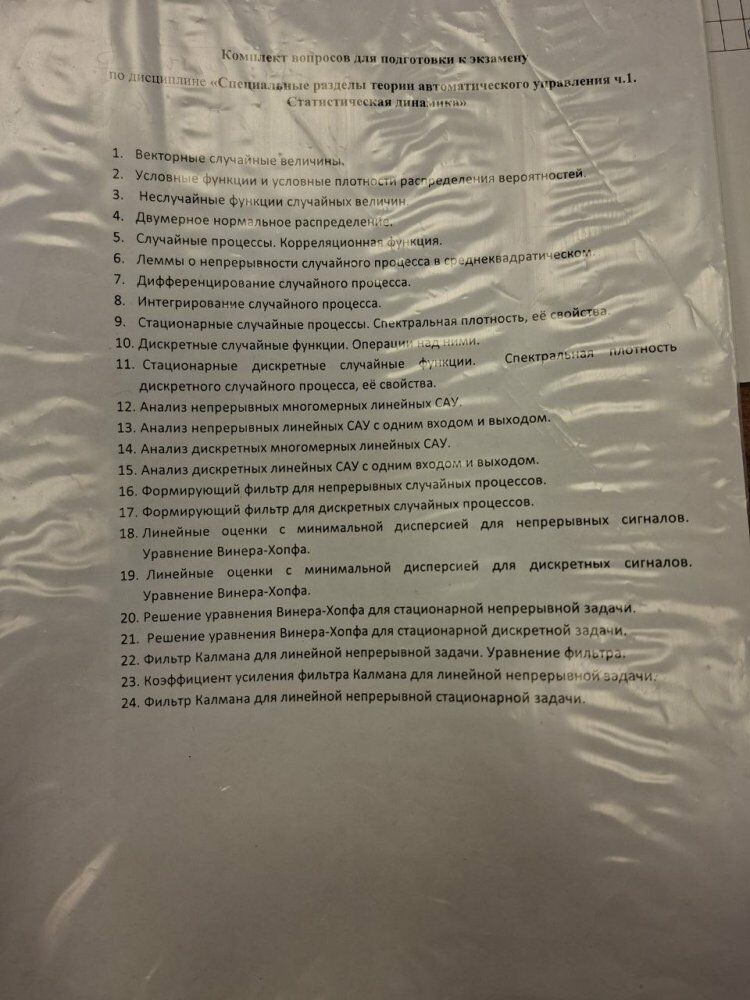 Комплект вопросов для подготовки к экзамену
по дисциплине «Специальные разделы теории автоматического управления ч.1.
Статистическая динамика»
1. Векторные случайные величины.
2. Условные функции и условные плотности распределения вероятностей.
3. Неслучайные функции случайных величин.
4. Двумерное нормальное распределение.
5. Случайные процессы. Корреляционная функция.
6. Леммы о непрерывности случайного процесса в среднеквадратическом.
7. Дифференцирование случайного процесса.
8. Интегрирование случайного процесса.
9. Стационарные случайные процессы. Спектральная плотность, её свойства.
10. Дискретные случайные функции. Операции над ними.
11. Стационарные дискретные случайные функции. Спектральная плотность
дискретного случайного процесса, её свойства.
12. Анализ непрерывных многомерных линейных САУ.
13. Анализ непрерывных линейных САУ с одним входом и выходом.
14. Анализ дискретных многомерных линейных САУ.
15. Анализ дискретных линейных САУ с одним входом и выходом.
16. Формирующий фильтр для непрерывных случайных процессов.
17. Формирующий фильтр для дискретных случайных процессов.
18. Линейные оценки с минимальной дисперсией для непрерывных сигналов.
Уравнение Винера-Хопфа.
19. Линейные оценки с минимальной дисперсией для дискретных сигналов.
Уравнение Винера-Хопфа.
20. Решение уравнения Винера-Хопфа для стационарной непрерывной задачи.
21. Решение уравнения Винера-Хопфа для стационарной дискретной задачи.
22. Фильтр Калмана для линейной непрерывной задачи. Уравнение фильтра.
23. Коэффициент усиления фильтра Калмана для линейной непрерывной задачи.
24. Фильтр Калмана для линейной непрерывной стационарной задачи.